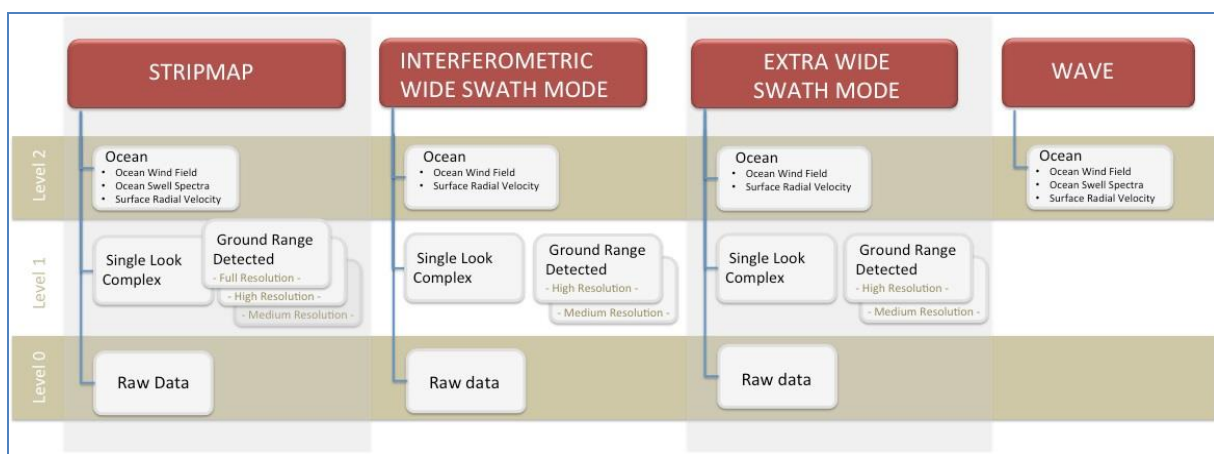 STRIPMAP
INTERFEROMETRIC
WIDE SWATH MODE
EXTRA WIDE
SWATH MODE
WAVE
Level 2
Ocean
• Ocean Wind Field
• Ocean Swell Spectra
• Surface Radial Velocity
Ocean
• Ocean Wind Field
• Surface Radial Velocity
Ocean
• Ocean Wind Field
• Surface Radial Velocity
Ocean
• Ocean Wind Field
• Ocean Swell Spectra
• Surface Radial Velocity
Level 1
Single Look
Complex
Ground Range
Detected
- Full Resolution -
- High Resolution -
- Medium Resolution -
Single Look
Complex
Ground Range
Detected
- High Resolution -
- Medium Resolution -
Single Look
Complex
Ground Range
Detected
- High Resolution -
- Medium Resolution -
Level 0
Raw Data
Raw data
Raw data